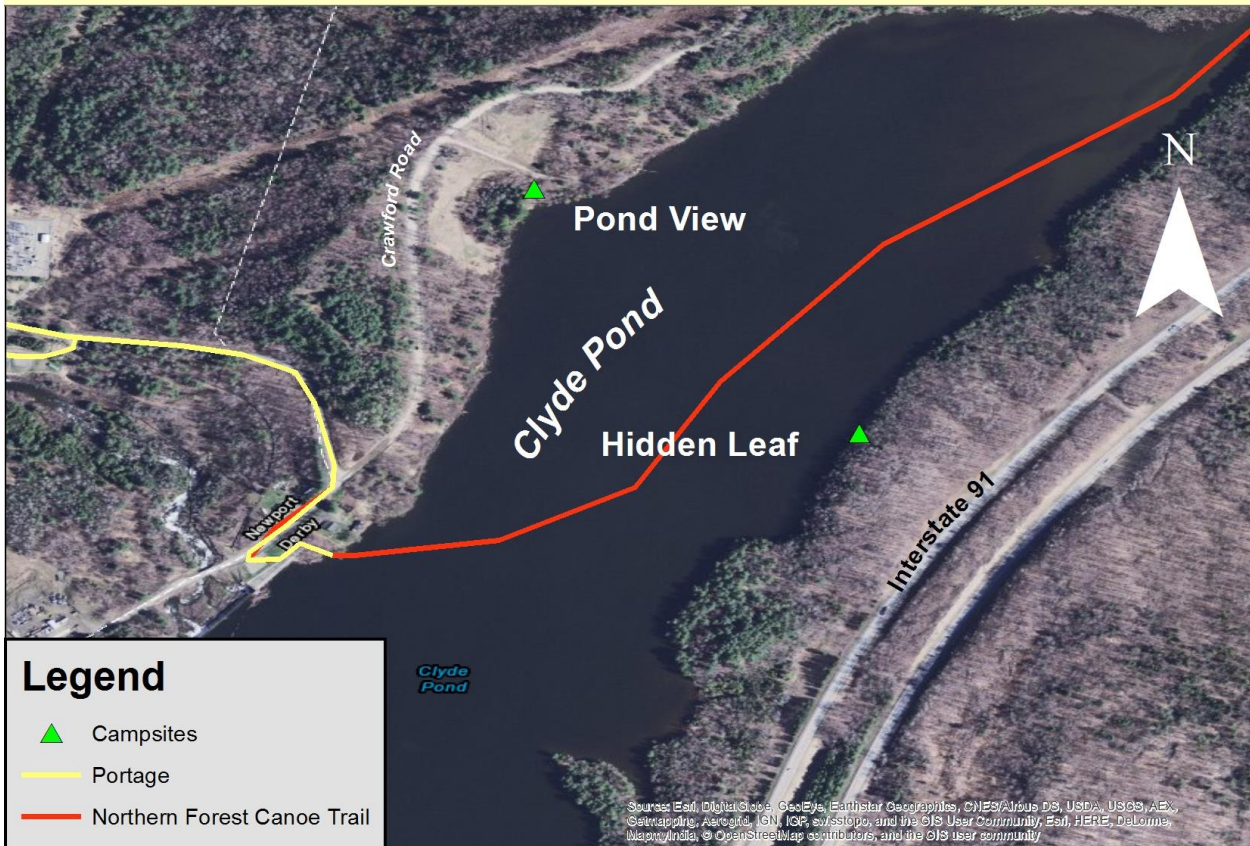 N
Crawford Road
Pond View
Clyde Pond
Hidden Leaf
Interstate 91
Newport
Derby
Clyde
Pond
Legend
Campsites
Portage
Northern Forest Canoe Trail
Source: Esri, DigitalGlobe, GeoEye, Earthstar Geographics, CNES/Airbus DS, USDA, USGS, AEX,
Getmapping, Aerogrid, IGN, IGP, swisstopo, and the GIS User Community, Esri, HERE, DeLorme,
MapmyIndia, © OpenStreetMap contributors, and the GIS user community